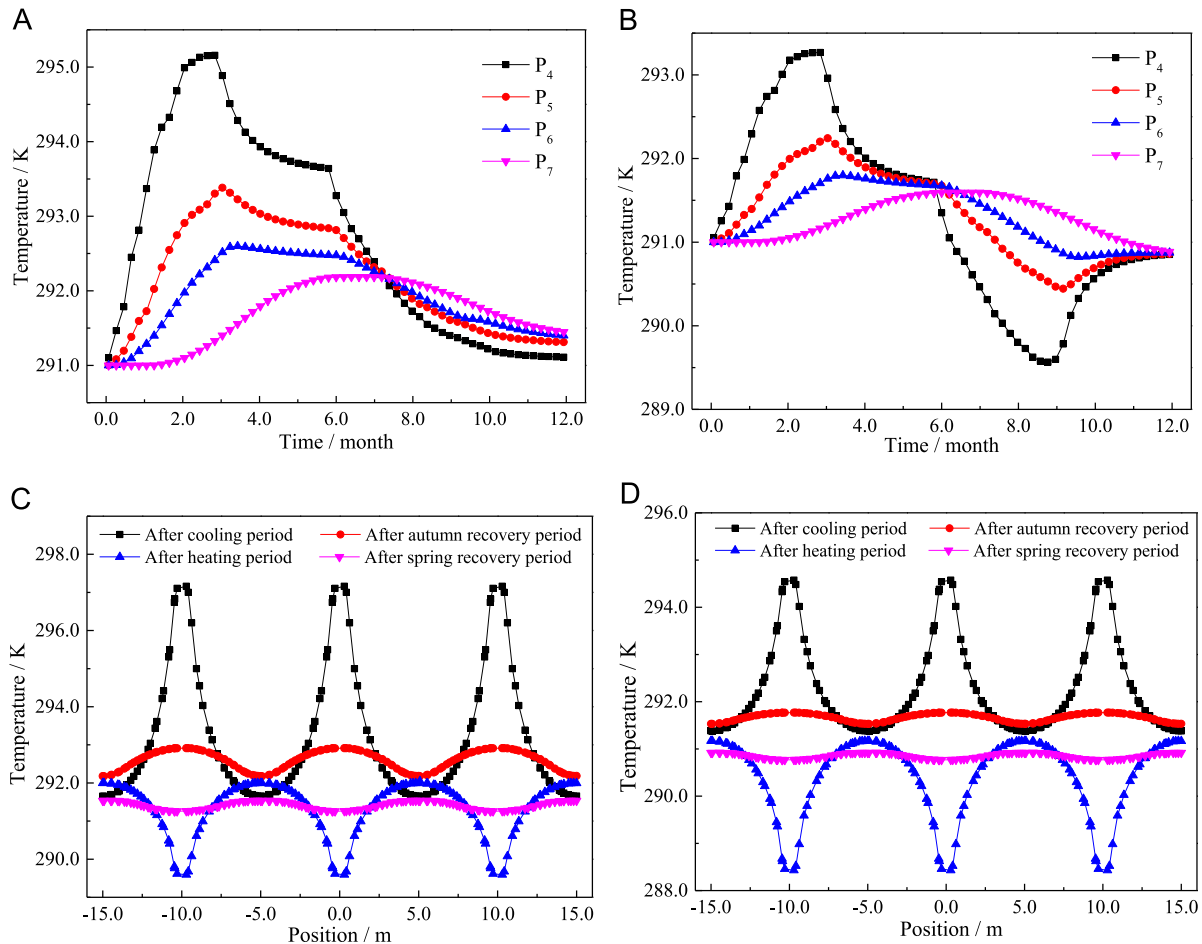 A
295.0
294.0
293.0
292.0
291.0
Temperature / K
P4
P5
P6
P7
0.0 2.0 4.0 6.0 8.0 10.0 12.0
Time / month
B
293.0
292.0
291.0
290.0
289.0
Temperature / K
P4
P5
P6
P7
0.0 2.0 4.0 6.0 8.0 10.0 12.0
Time / month
C
298.0
296.0
294.0
292.0
290.0
Temperature / K
After cooling period After autumn recovery period
After heating period After spring recovery period
-15.0 -10.0 -5.0 0.0 5.0 10.0 15.0
Position / m
D
296.0
294.0
292.0
290.0
288.0
Temperature / K
After cooling period After autumn recovery period
After heating period After spring recovery period
-15.0 -10.0 -5.0 0.0 5.0 10.0 15.0
Position / m